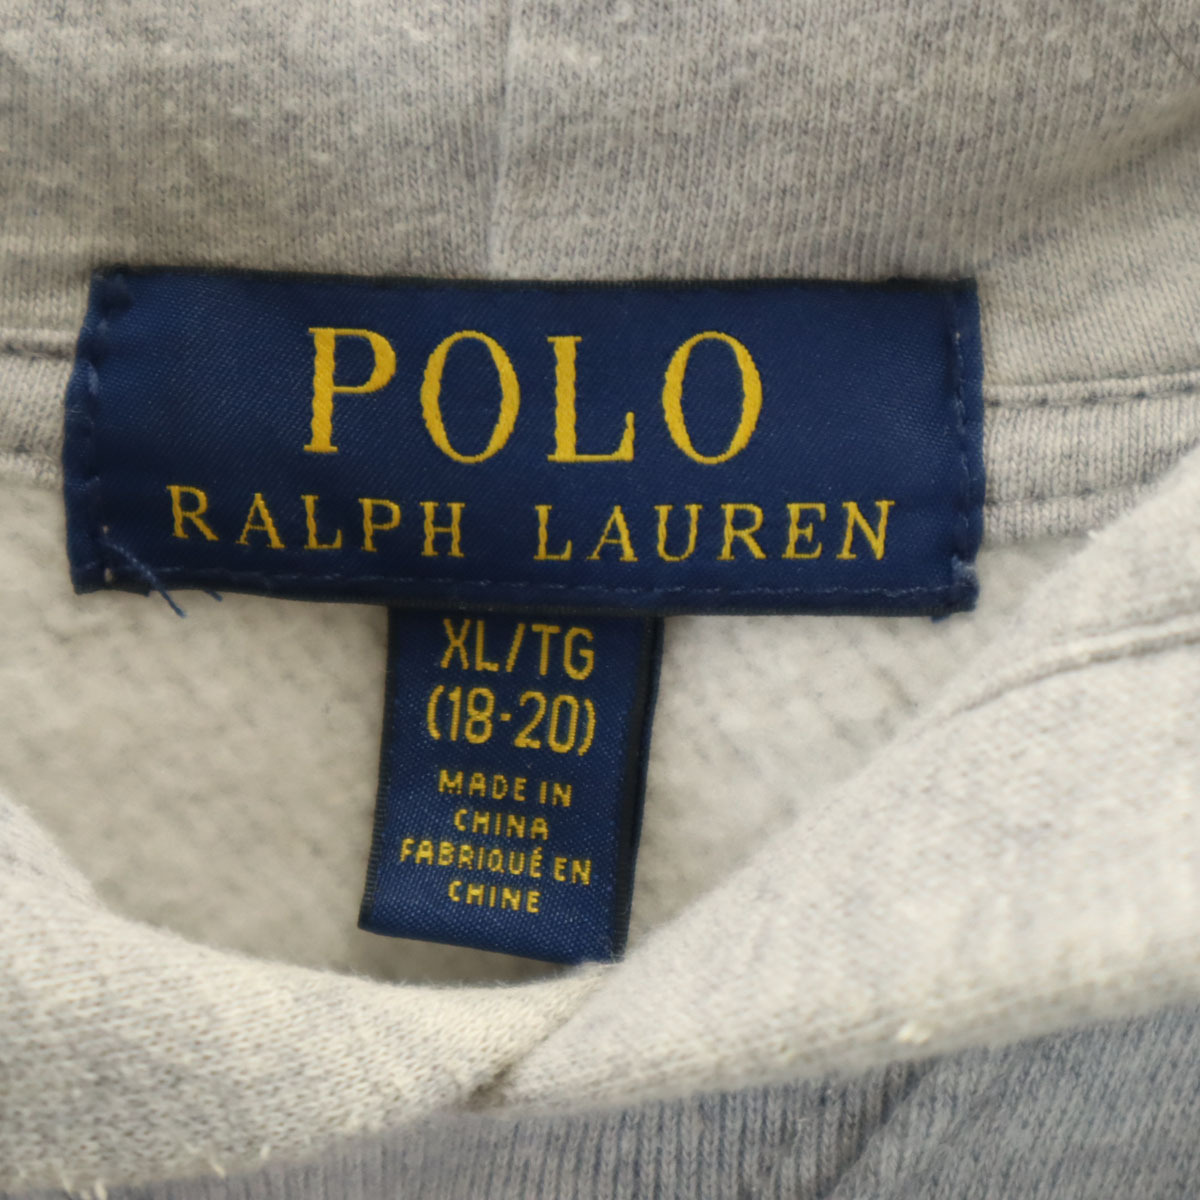 POLO
RALPH LAUREN
XL/TG
(18-20)
MADE IN
CHINA
FABRIQUÉ EN
CHINE